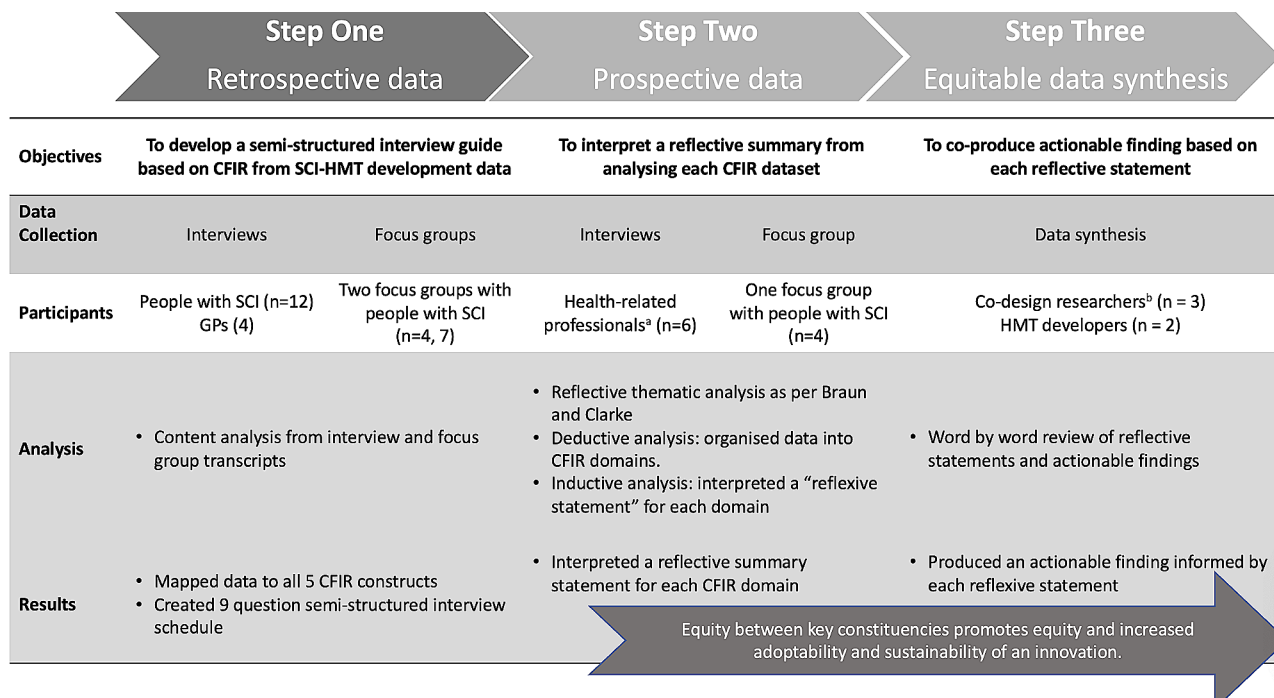 Step One
Retrospective data
Step Two
Prospective data
Step Three
Equitable data synthesis
Objectives
To develop a semi-structured interview guide
based on CFIR from SCI-HMT development data
To interpret a reflective summary from
analysing each CFIR dataset
To co-produce actionable finding based on
each reflective statement
Data
Collection
Interviews
Focus groups
Interviews
Focus group
Data synthesis
Participants
People with SCI (n=12)
GPs (4)
Two focus groups with
people with SCI
(n=4, 7)
Health-related
professionalsᵃ (n=6)
One focus group
with people with SCI
(n=4)
Co-design researchersᵇ (n = 3)
HMT developers (n = 2)
Analysis
• Content analysis from interview and focus
group transcripts
• Reflective thematic analysis as per Braun
and Clarke
• Deductive analysis: organised data into
CFIR domains.
• Inductive analysis: interpreted a “reflexive
statement” for each domain
• Word by word review of reflective
statements and actionable findings
Results
• Mapped data to all 5 CFIR constructs
• Created 9 question semi-structured interview
schedule
• Interpreted a reflective summary
statement for each CFIR domain
• Produced an actionable finding informed by
each reflexive statement
Equity between key constituencies promotes equity and increased
adoptability and sustainability of an innovation.